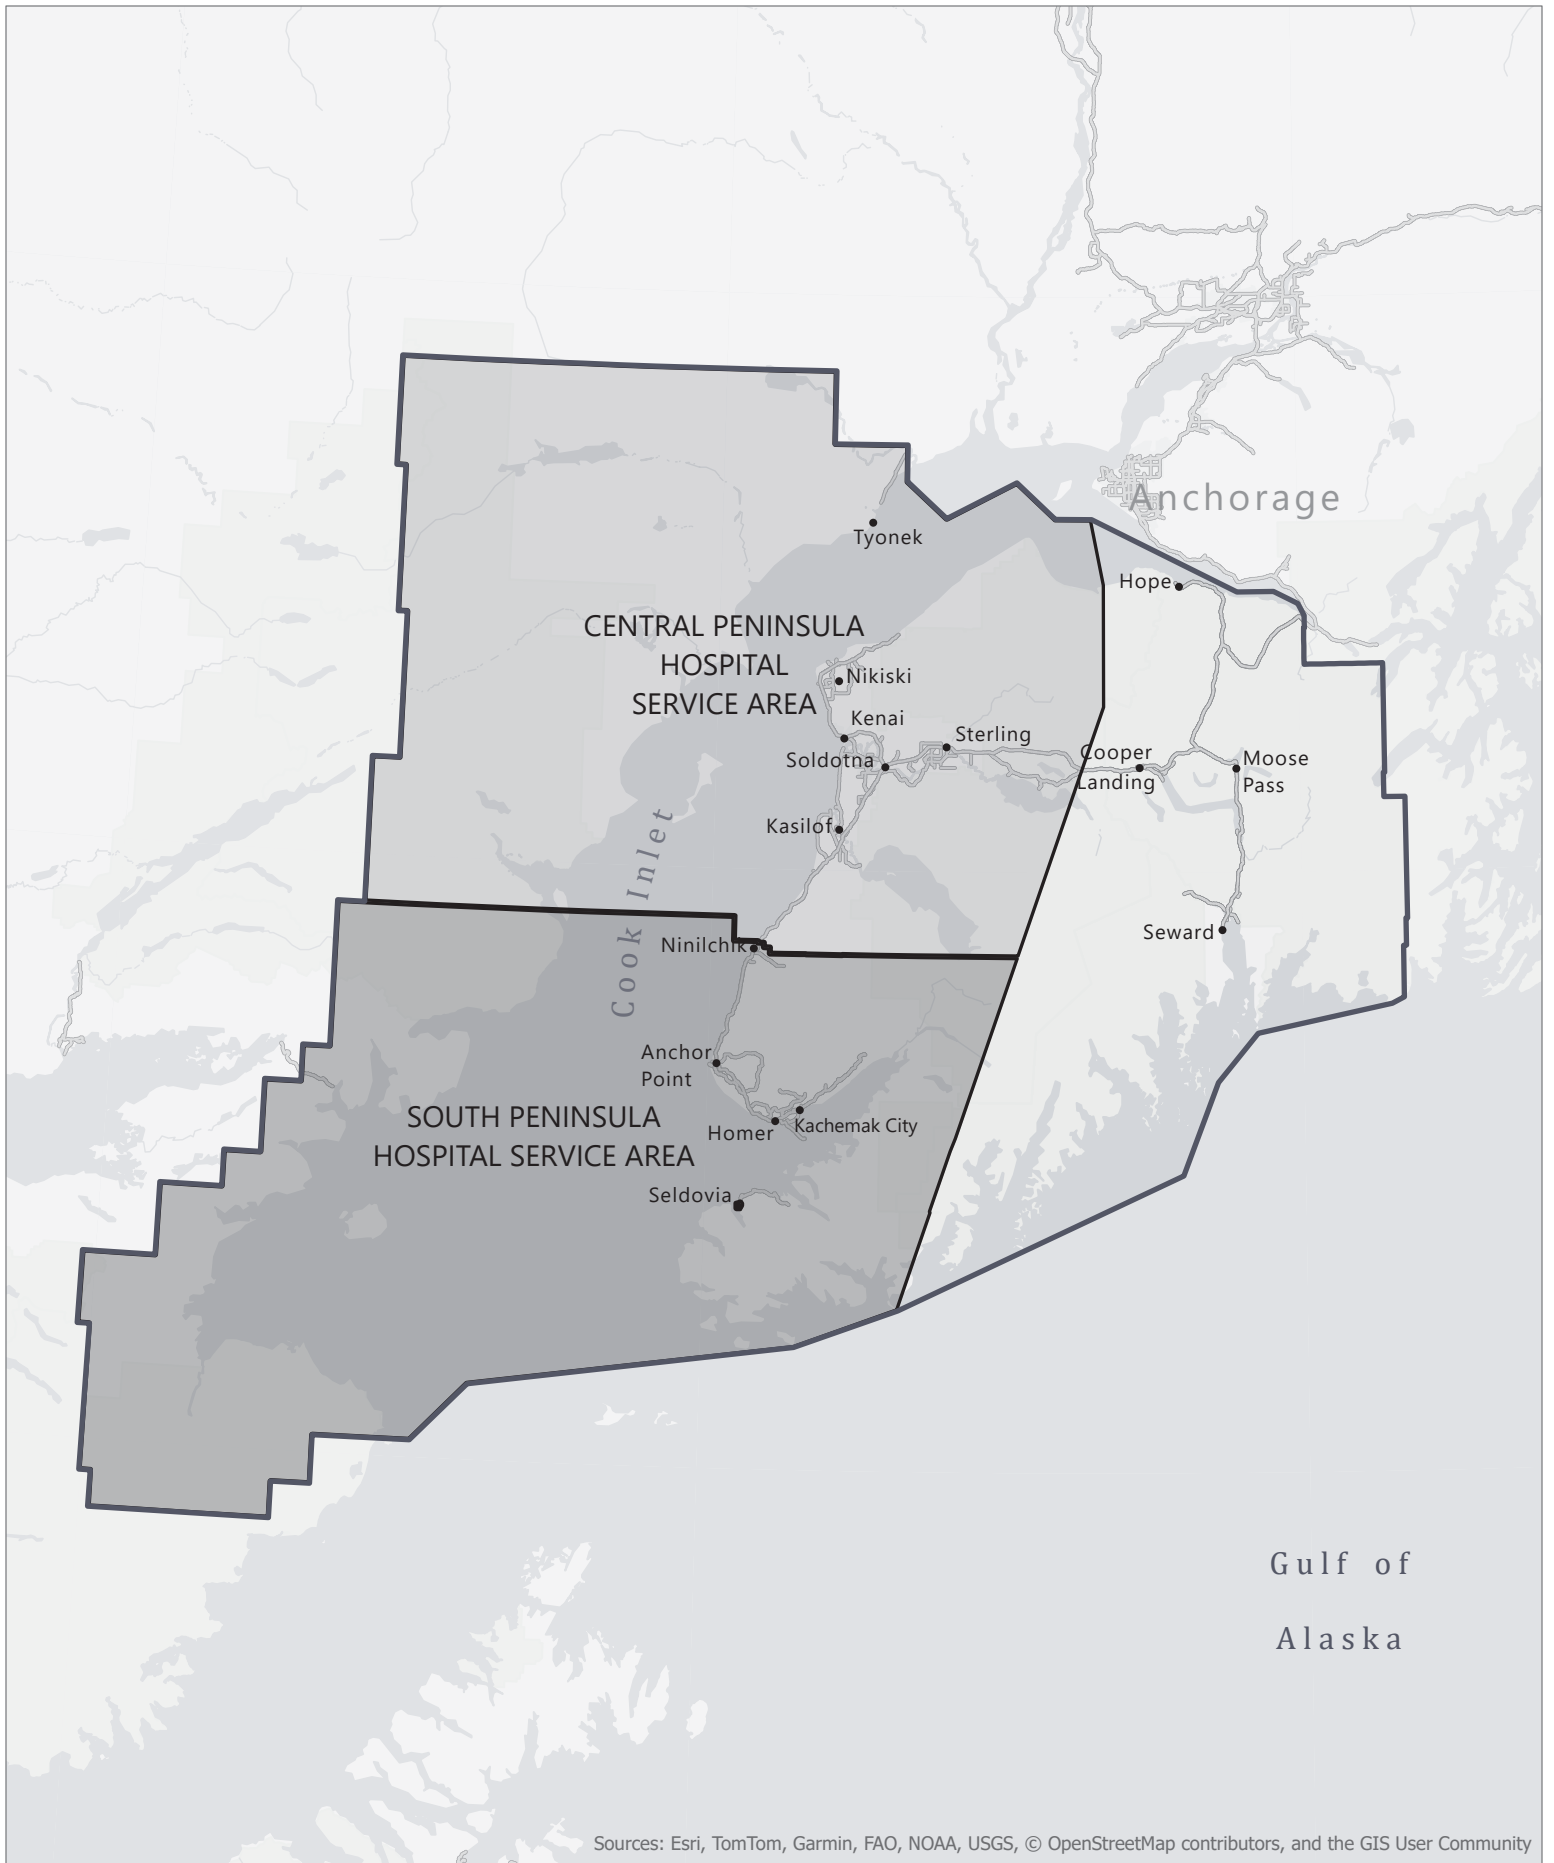 Anchorage
Tyonek
Hope
CENTRAL PENINSULA
HOSPITAL
SERVICE AREA
Nikiski
Kenai
Sterling
Soldotna
Cooper
Landing
Moose
Pass
Kasilof
Cook Inlet
Seward
Ninilchik
Anchor
Point
SOUTH PENINSULA
HOSPITAL SERVICE AREA
Kachemak City
Homer
Seldovia
Gulf of
Alaska
Sources: Esri, TomTom, Garmin, FAO, NOAA, USGS, © OpenStreetMap contributors, and the GIS User Community